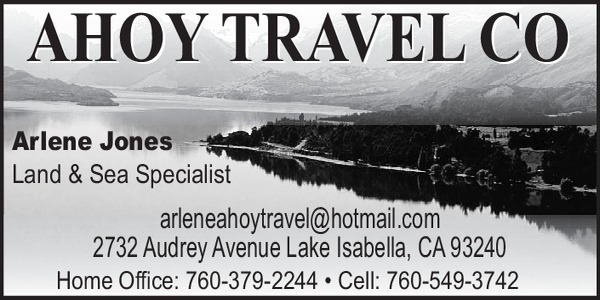 AHOY TRAVEL CO
Arlene Jones
Land & Sea Specialist
arleneahoytravel@hotmail.com
2732 Audrey Avenue Lake Isabella, CA 93240
Home Office: 760-379-2244 • Cell: 760-549-3742